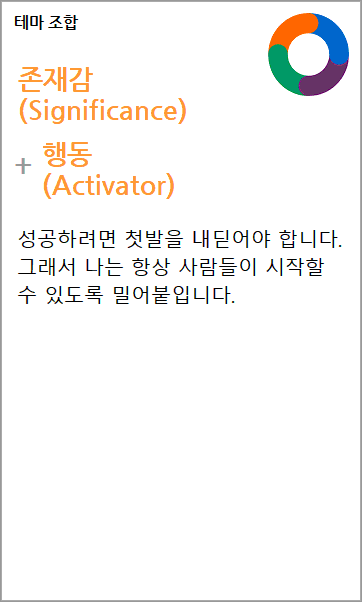 테마 조합
존재감
(Significance)
+ 행동
(Activator)
성공하려면 첫발을 내딛어야 합니다.
그래서 나는 항상 사람들이 시작할
수 있도록 밀어붙입니다.